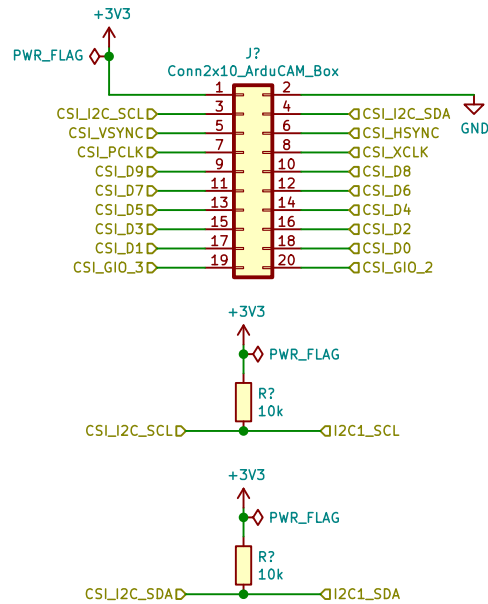 +3V3
PWR_FLAG
J?
Conn2x10_ArduCAM_Box
1 2 GND
CSI_I2C_SCL 3 4 CSI_I2C_SDA
CSI_VSYNC 5 6 CSI_HSYNC
CSI_PCLK 7 8 CSI_XCLK
CSI_D9 9 10 CSI_D8
CSI_D7 11 12 CSI_D6
CSI_D5 13 14 CSI_D4
CSI_D3 15 16 CSI_D2
CSI_D1 17 18 CSI_D0
CSI_GIO_3 19 20 CSI_GIO_2
+3V3
PWR_FLAG
R?
10k
CSI_I2C_SCL I2C1_SCL
+3V3
PWR_FLAG
R?
10k
CSI_I2C_SDA I2C1_SDA